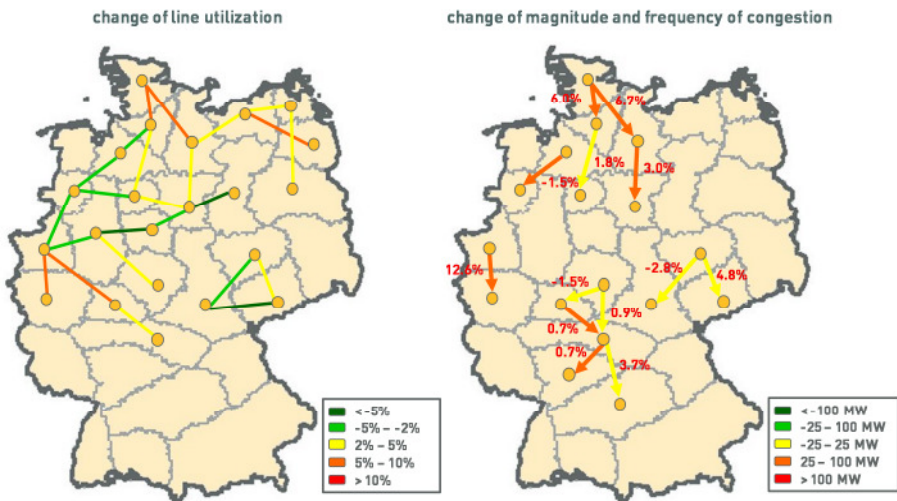 change of line utilization
change of magnitude and frequency of congestion
6.0%
6.7%
1.8%
3.0%
-1.5%
12.6%
-2.8%
4.8%
-1.5%
0.9%
0.7%
0.7%
3.7%
<-5%
-5% – -2%
2% – 5%
5% – 10%
> 10%
<-100 MW
-25 – 100 MW
-25 – 25 MW
25 – 100 MW
> 100 MW